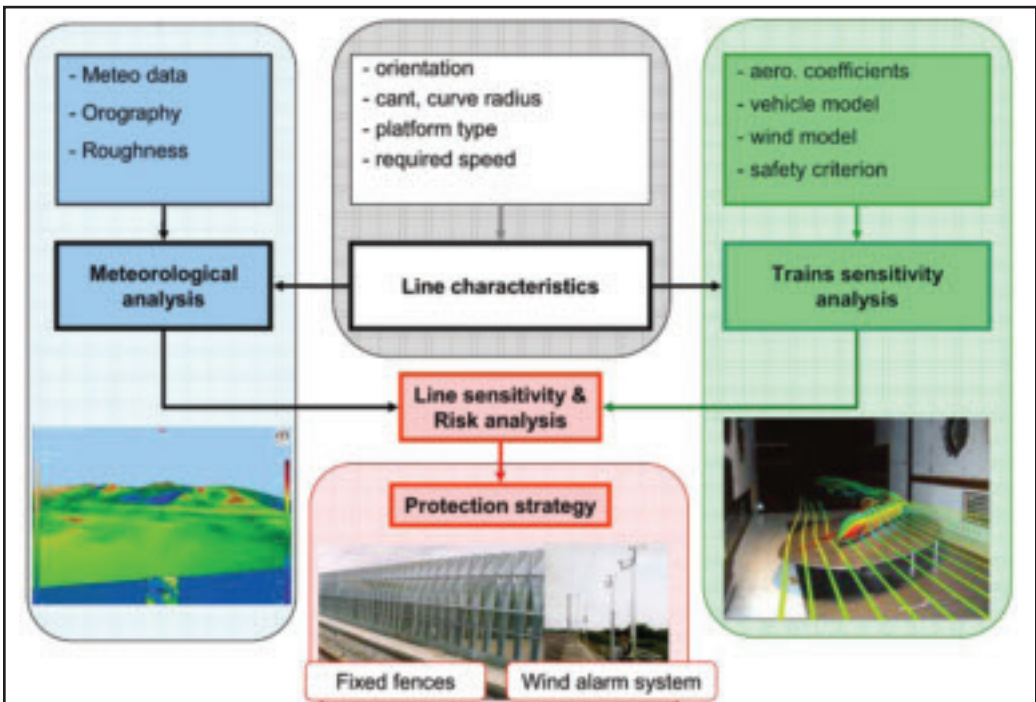 - Meteo data
- Orography
- Roughness
- orientation
- cant, curve radius
- platform type
- required speed
- aero. coefficients
- vehicle model
- wind model
- safety criterion
Meteorological
analysis
Line characteristics
Trains sensitivity
analysis
Line sensitivity &
Risk analysis
Protection strategy
Fixed fences
Wind alarm system